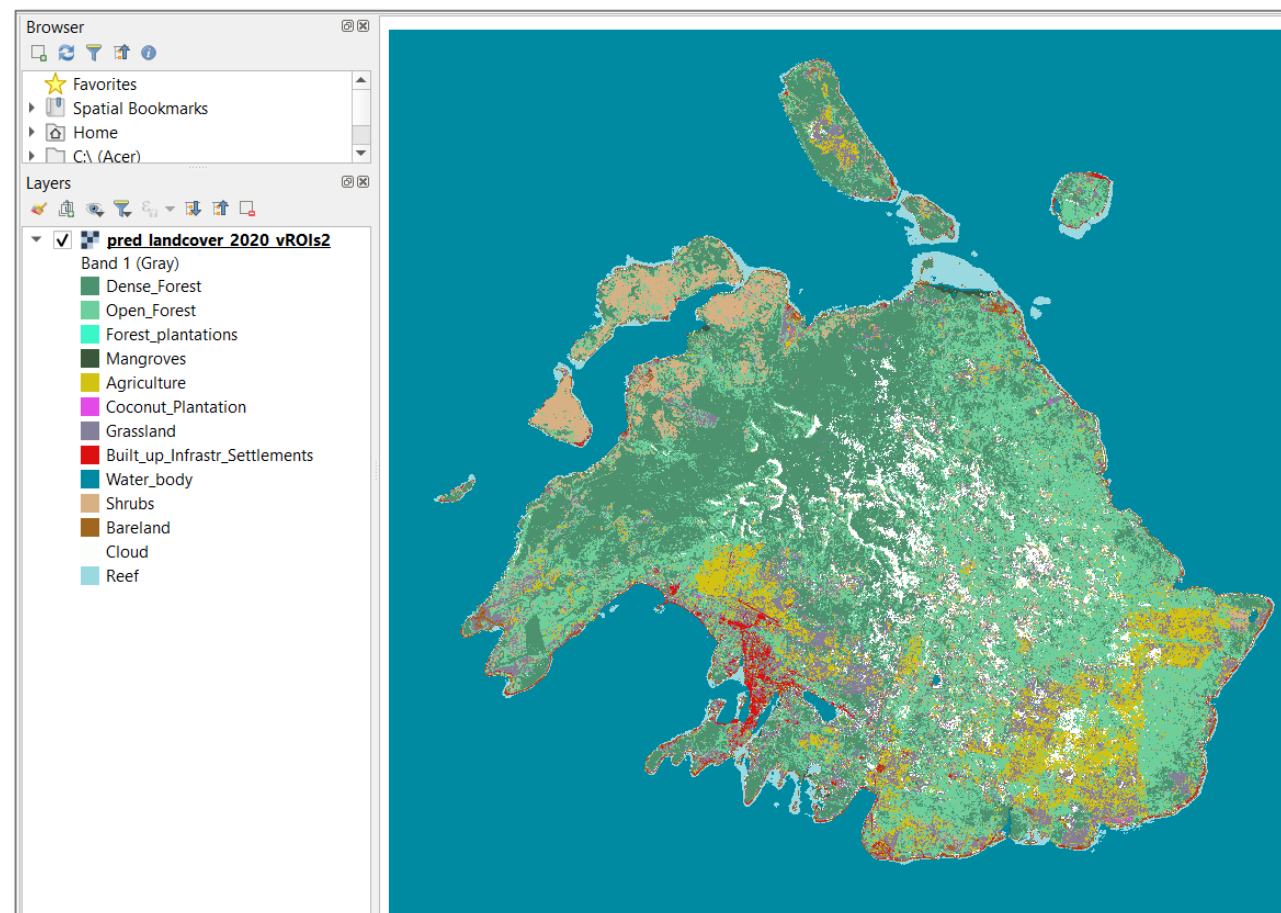 Browser
Favorites
Spatial Bookmarks
Home
C:\ (Acer)
Layers
pred_landcover_2020_vROIs2
Band 1 (Gray)
Dense_Forest
Open_Forest
Forest_plantations
Mangroves
Agriculture
Coconut_Plantation
Grassland
Built_up_Infrastr_Settlements
Water_body
Shrubs
Bareland
Cloud
Reef